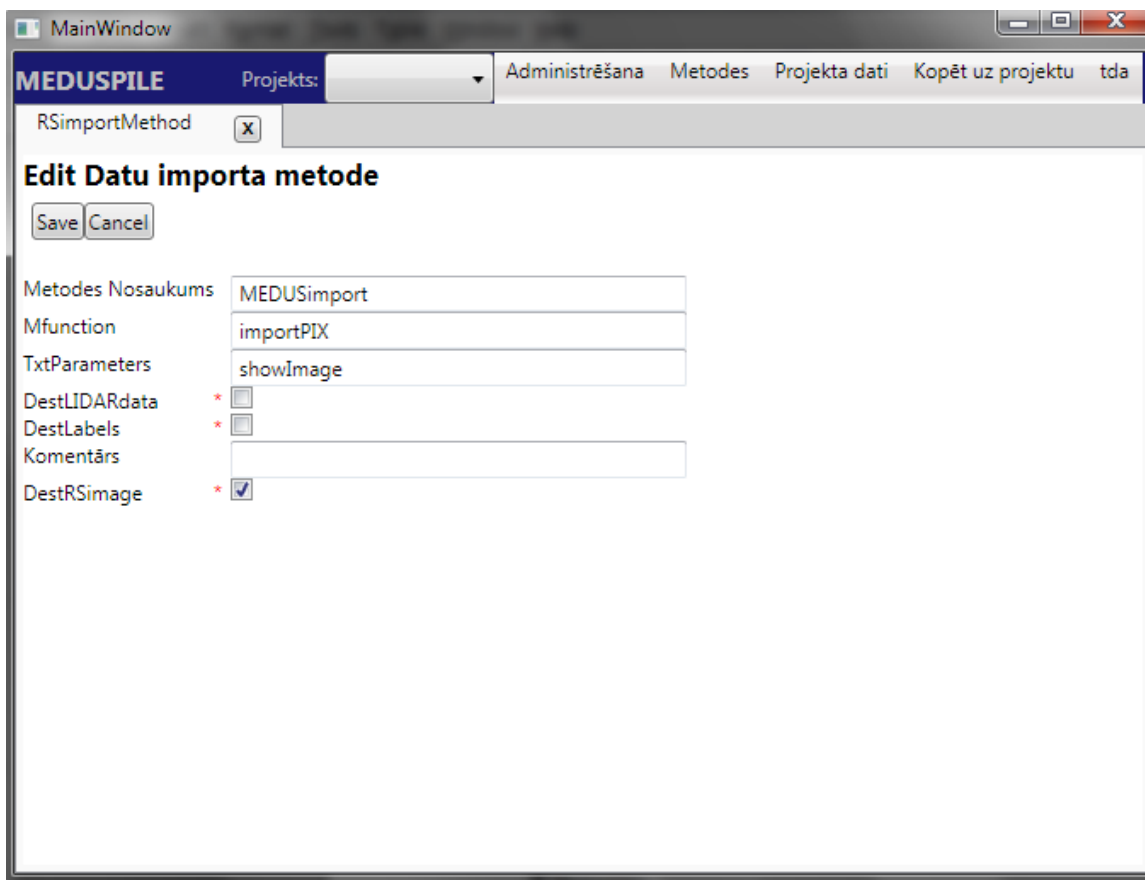 MainWindow
MEDUSPILE Projekts: Administrēšana Metodes Projekta dati Kopēt uz projektu tda
RSimportMethod X
Edit Datu importa metode
Save Cancel
Metodes Nosaukums MEDUSimport
Mfunction importPIX
TxtParameters showImage
DestLIDARdata *
DestLabels *
Komentārs
DestRSimage *